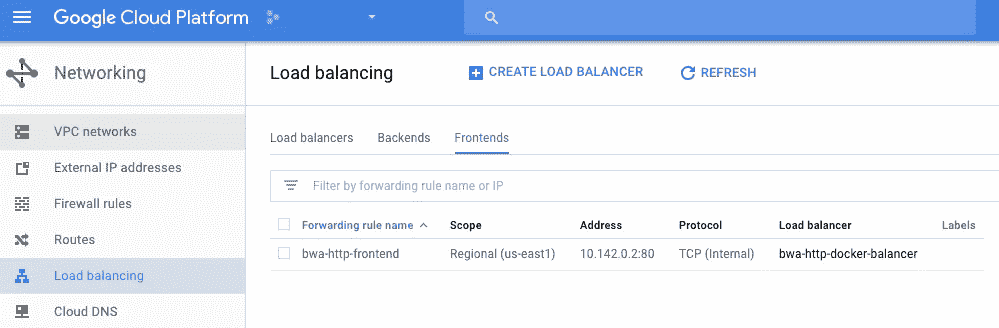 Google Cloud Platform
Networking
Load balancing
CREATE LOAD BALANCER
REFRESH
VPC networks
External IP addresses
Firewall rules
Routes
Load balancing
Cloud DNS
Load balancers Backends Frontends
Filter by forwarding rule name or IP
Forwarding rule name Scope Address Protocol Load balancer Labels
bwa-http-frontend Regional (us-east1) 10.142.0.2:80 TCP (Internal) bwa-http-docker-balancer